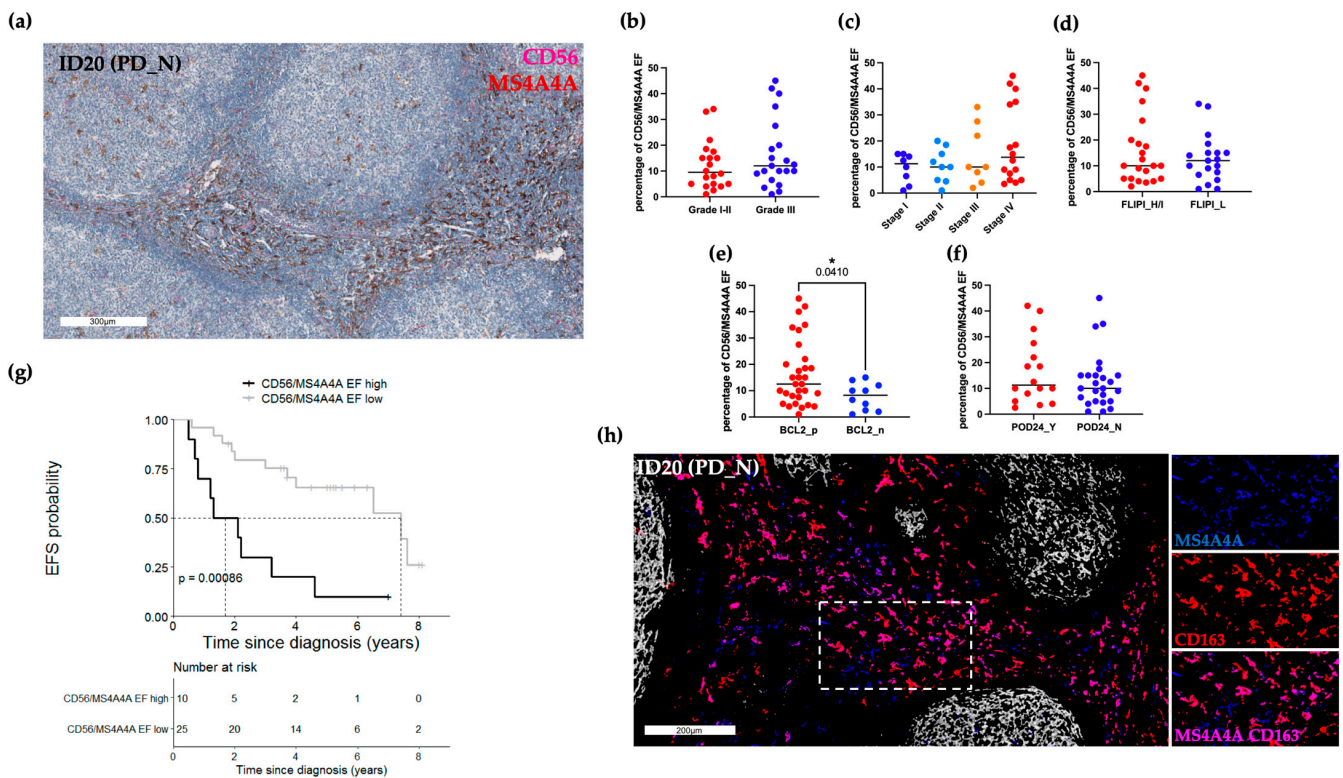 (a)
ID20 (PD_N)
CD56
MS4A4A
300μm
(b)
percentage of CD56/MS4A4A EF
50
40
30
20
10
0
Grade I-II
Grade III
(c)
percentage of CD56/MS4A4A EF
50
40
30
20
10
0
Stage I
Stage II
Stage III
Stage IV
(d)
percentage of CD56/MS4A4A EF
50
40
30
20
10
0
FLIPI_H/I
FLIPI_L
(e)
percentage of CD56/MS4A4A EF
*
0.0410
50
40
30
20
10
0
BCL2_p
BCL2_n
(f)
percentage of CD56/MS4A4A EF
50
40
30
20
10
0
POD24_Y
POD24_N
(g)
CD56/MS4A4A EF high
CD56/MS4A4A EF low
EFS probability
1.00
0.75
0.50
0.25
0.00
p = 0.00086
0 2 4 6 8
Time since diagnosis (years)
Number at risk
CD56/MS4A4A EF high 10 5 2 1 0
CD56/MS4A4A EF low 25 20 14 6 2
0 2 4 6 8
Time since diagnosis (years)
(h)
ID20 (PD_N)
200μm
MS4A4A
CD163
MS4A4A CD163